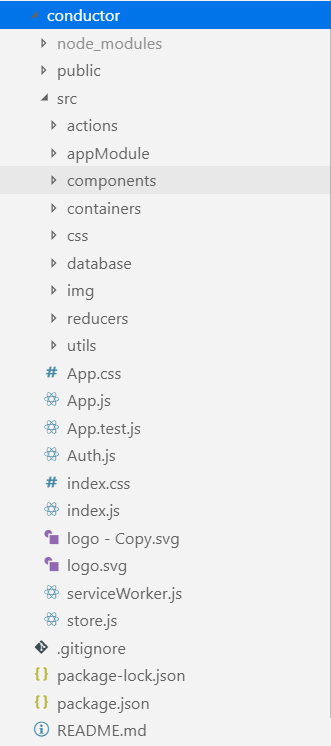 conductor
node_modules
public
src
actions
appModule
components
containers
css
database
img
reducers
utils
App.css
App.js
App.test.js
Auth.js
index.css
index.js
logo - Copy.svg
logo.svg
serviceWorker.js
store.js
.gitignore
package-lock.json
package.json
README.md